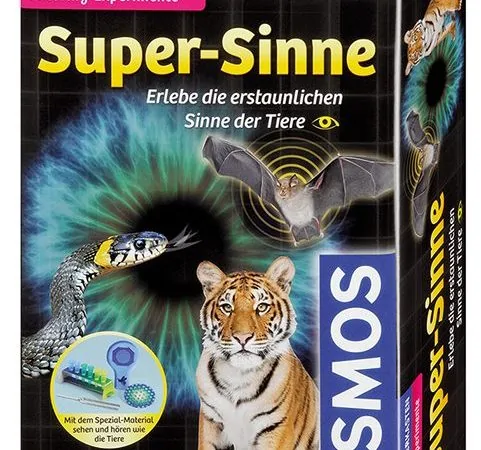 Super-Sinne
Erlebe die erstaunlichen
Sinne der Tiere
Mit dem Spezial-Material
sehen und hören wie
die Tiere
OSMOS
Super-Sinne
Erlebe die erstaunlichen
Sinne der Tiere